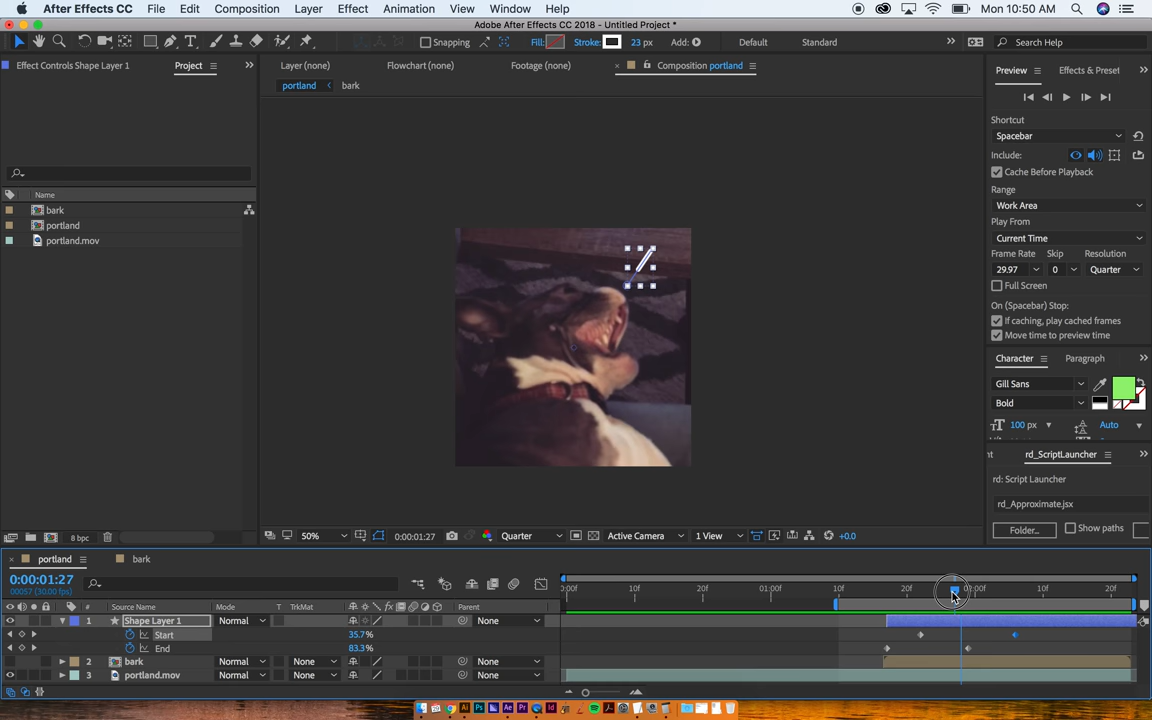 After Effects CC File Edit Composition Layer Effect Animation View Window Help Mon 10:50 AM
Adobe After Effects CC 2018 - Untitled Project *
Snapping Fill: Stroke: 23 px Add: Default Standard Search Help
Effect Controls Shape Layer 1 Project Layer (none) Flowchart (none) Footage (none) Composition portland Preview Effects & Preset
portland bark
Shortcut
Spacebar
Include:
Cache Before Playback
Range
Work Area
Play From
Current Time
Frame Rate Skip Resolution
29.97 0 Quarter
Full Screen
On (Spacebar) Stop:
If caching, play cached frames
Move time to preview time
Name
bark
portland
portland.mov
Character Paragraph
Gill Sans
Bold
100 px Auto
rd_ScriptLauncher
rd: Script Launcher
rd_Approximate.jsx
Folder... Show paths
8 bpc 50% 0:00:01:27 Quarter Active Camera 1 View +0.0
portland bark
0:00:01:27
00057 (30.00 fps)
10f 20f 01:00f 10f 20f 10f 20f
# Source Name Mode T TrkMat Parent
1 Shape Layer 1 Normal None
Start 35.7%
End 83.3%
2 bark Normal None None
3 portland.mov Normal None None